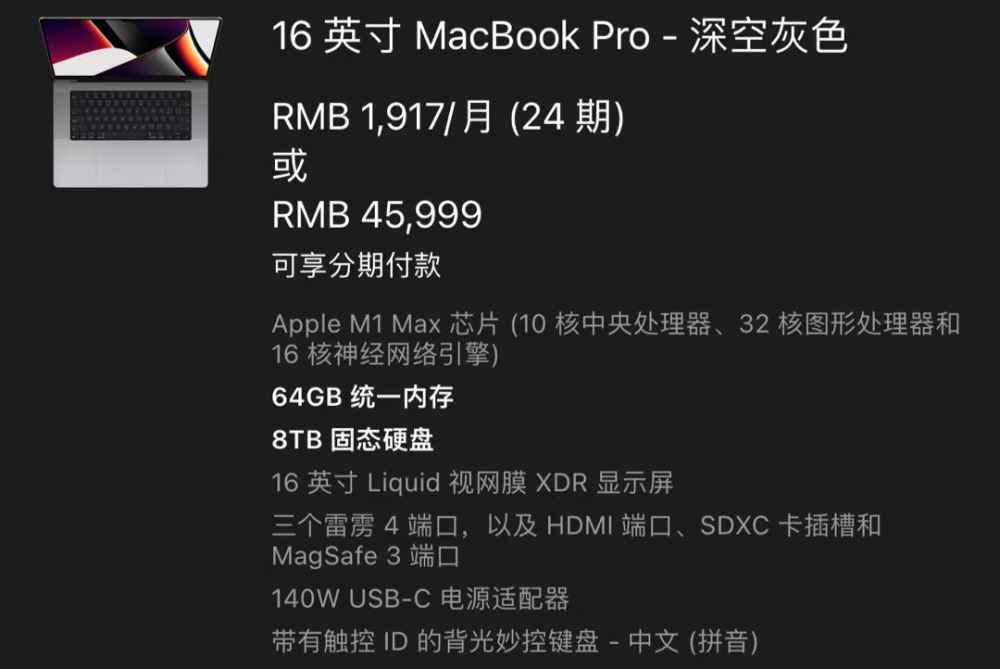 16 英寸 MacBook Pro - 深空灰色
RMB 1,917/月 (24 期)
或
RMB 45,999
可享分期付款
Apple M1 Max 芯片 (10 核中央处理器、32 核图形处理器和
16 核神经网络引擎)
64GB 统一内存
8TB 固态硬盘
16 英寸 Liquid 视网膜 XDR 显示屏
三个雷雳 4 端口，以及 HDMI 端口、SDXC 卡插槽和
MagSafe 3 端口
140W USB-C 电源适配器
带有触控 ID 的背光妙控键盘 - 中文 (拼音)